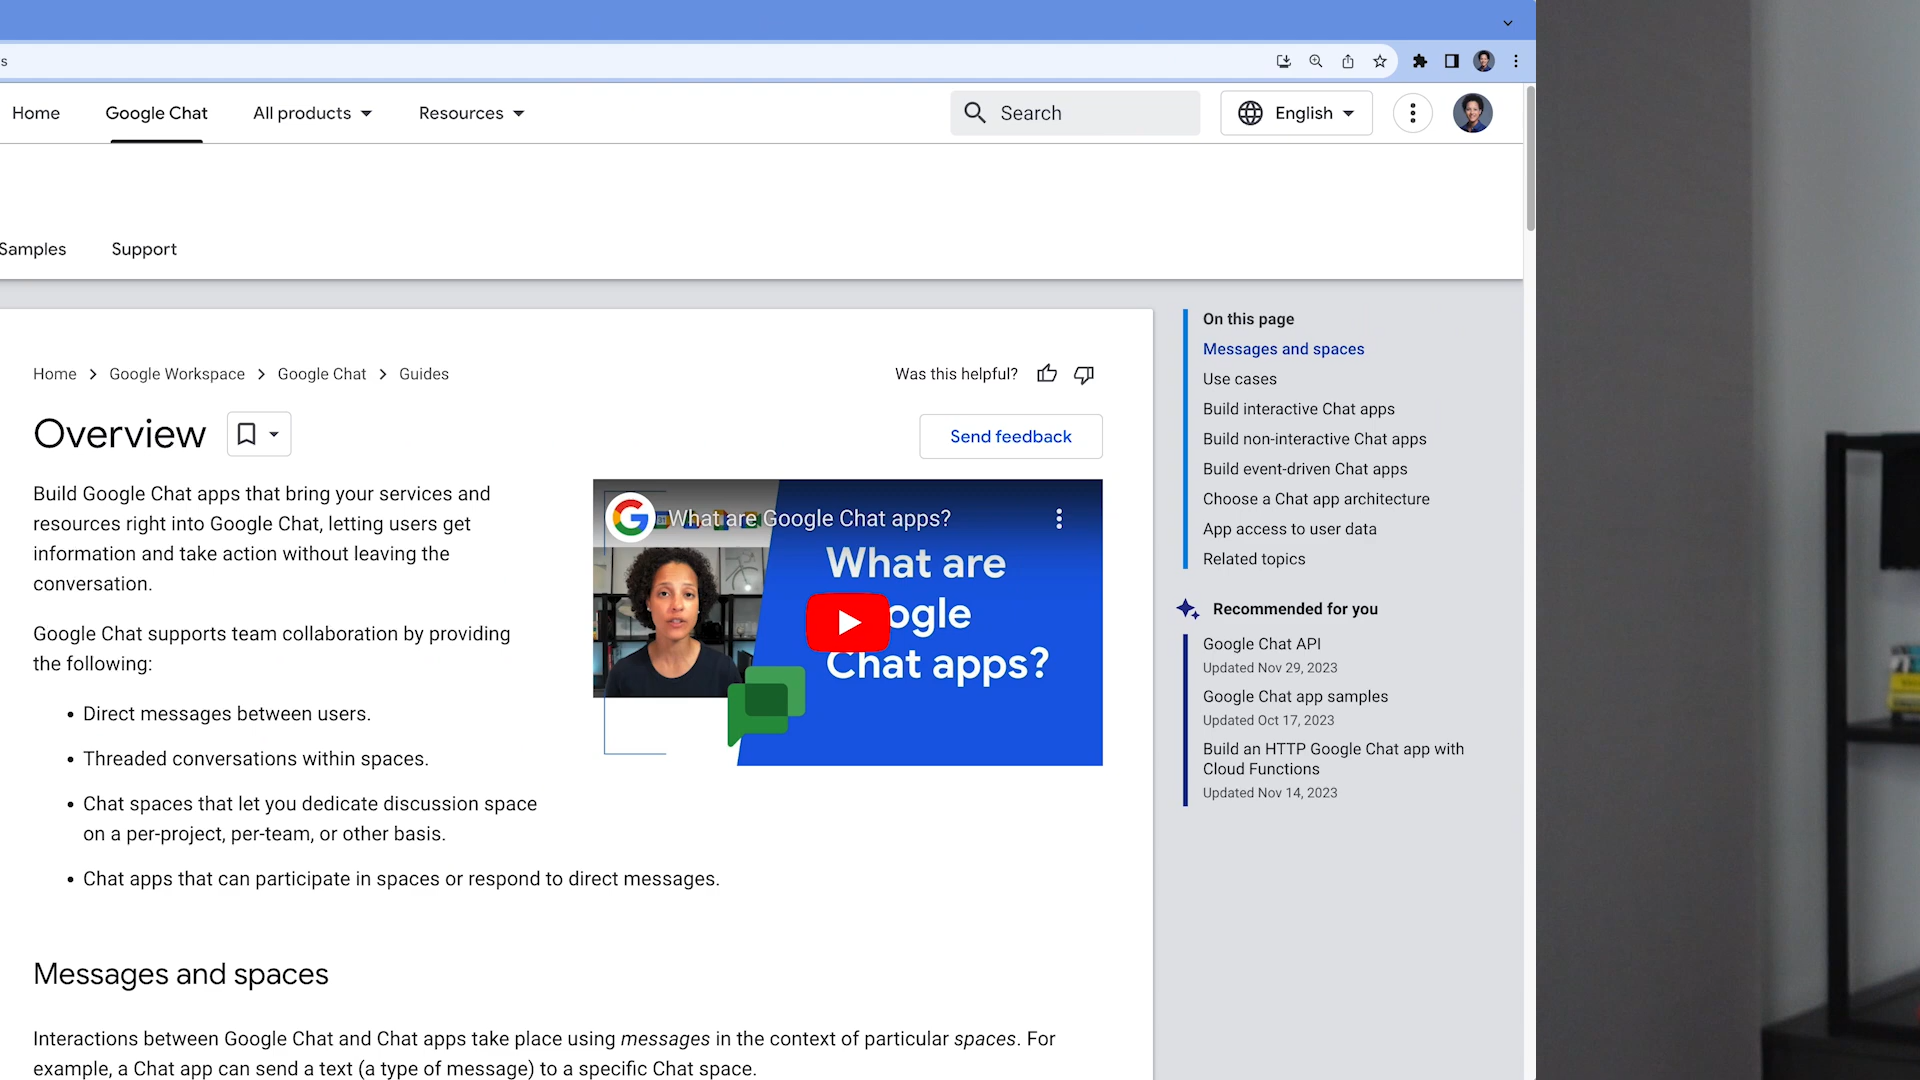 s
Home
Google Chat
All products
Resources
Search
English
Samples
Support
Home
Google Workspace
Google Chat
Guides
Was this helpful?
Overview
Send feedback
Build Google Chat apps that bring your services and
resources right into Google Chat, letting users get
information and take action without leaving the
conversation.
Google Chat supports team collaboration by providing
the following:
Direct messages between users.
Threaded conversations within spaces.
Chat spaces that let you dedicate discussion space
on a per-project, per-team, or other basis.
Chat apps that can participate in spaces or respond to direct messages.
What are Google Chat apps?
What are
ogle
Chat apps?
Messages and spaces
Interactions between Google Chat and Chat apps take place using messages in the context of particular spaces. For
example, a Chat app can send a text (a type of message) to a specific Chat space.
On this page
Messages and spaces
Use cases
Build interactive Chat apps
Build non-interactive Chat apps
Build event-driven Chat apps
Choose a Chat app architecture
App access to user data
Related topics
Recommended for you
Google Chat API
Updated Nov 29, 2023
Google Chat app samples
Updated Oct 17, 2023
Build an HTTP Google Chat app with
Cloud Functions
Updated Nov 14, 2023